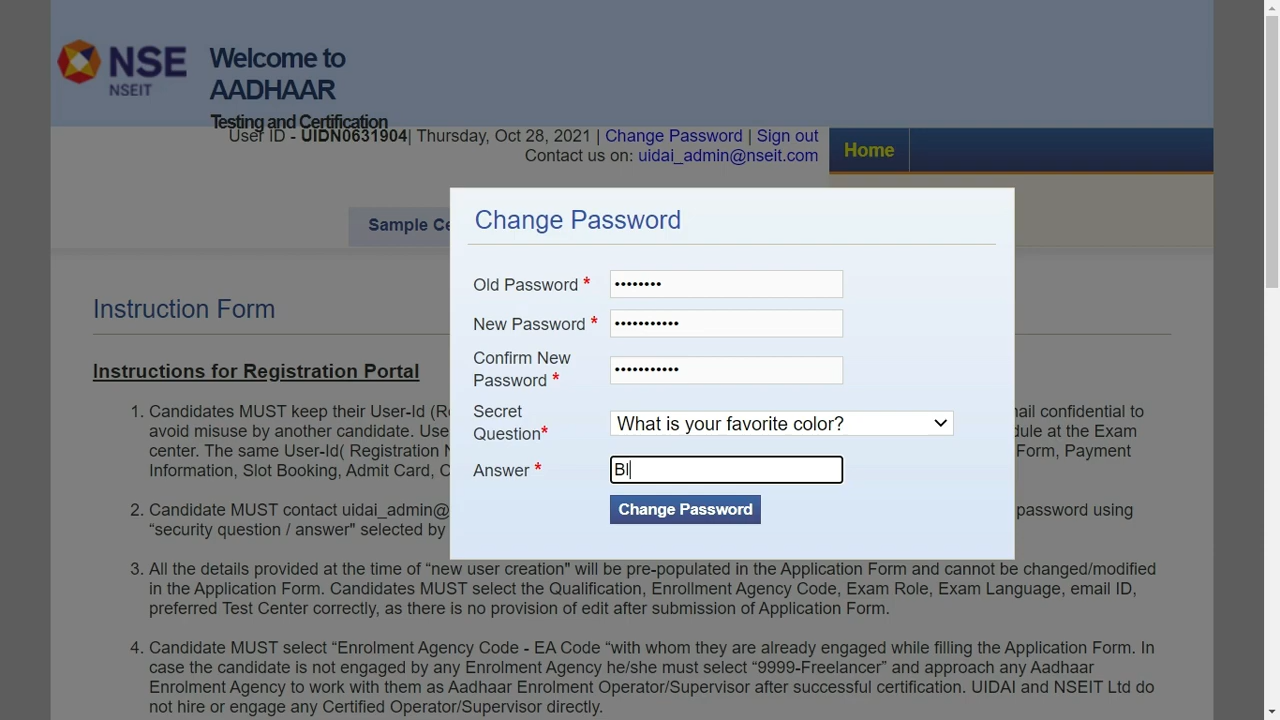 NSE
NSEIT
Welcome to
AADHAAR
Testing and Certification
User ID - UIDN0631904| Thursday, Oct 28, 2021 | Change Password | Sign out
Contact us on: uidai_admin@nseit.com
Home
Sample Ce
Change Password
Old Password * ••••••••
New Password * •••••••••••
Confirm New
Password * •••••••••••
Secret
Question* What is your favorite color?
Answer * Bl
Change Password
Instruction Form
Instructions for Registration Portal
1. Candidates MUST keep their User-Id (R ail confidential to
avoid misuse by another candidate. Use dule at the Exam
center. The same User-Id( Registration N Form, Payment
Information, Slot Booking, Admit Card, C
2. Candidate MUST contact uidai_admin@ password using
“security question / answer" selected by
3. All the details provided at the time of “new user creation” will be pre-populated in the Application Form and cannot be changed/modified
in the Application Form. Candidates MUST select the Qualification, Enrollment Agency Code, Exam Role, Exam Language, email ID,
preferred Test Center correctly, as there is no provision of edit after submission of Application Form.
4. Candidate MUST select “Enrolment Agency Code - EA Code “with whom they are already engaged while filling the Application Form. In
case the candidate is not engaged by any Enrolment Agency he/she must select “9999-Freelancer” and approach any Aadhaar
Enrolment Agency to work with them as Aadhaar Enrolment Operator/Supervisor after successful certification. UIDAI and NSEIT Ltd do
not hire or engage any Certified Operator/Supervisor directly.